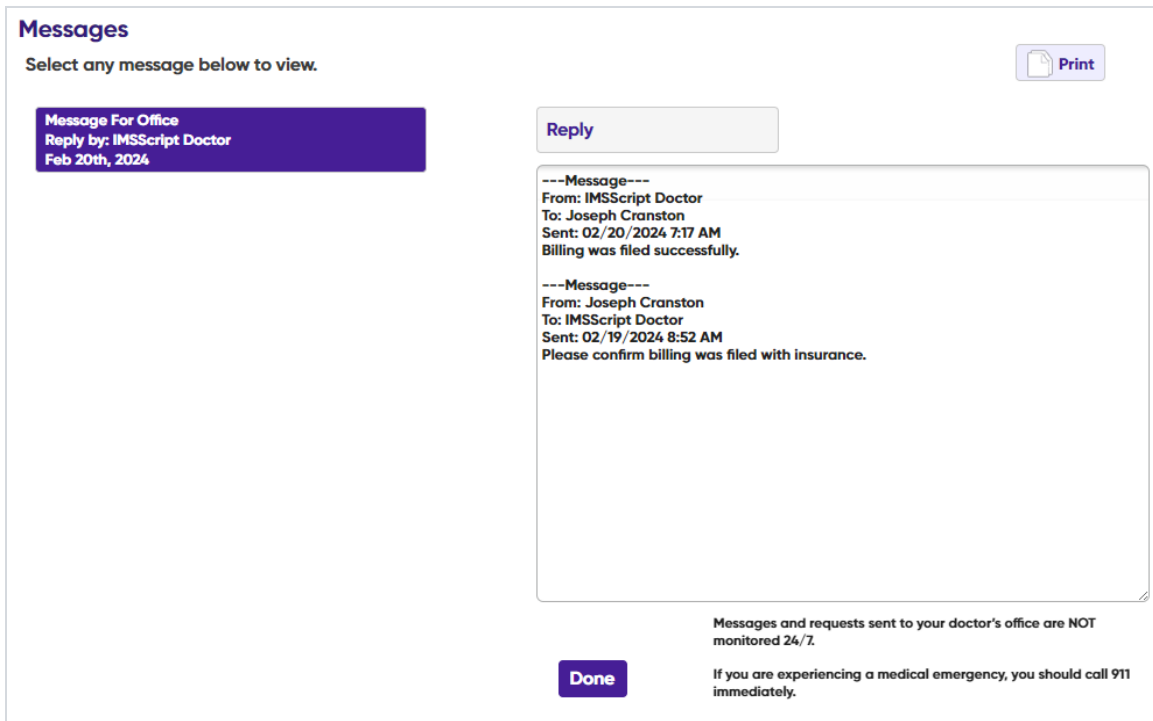 Messages
Select any message below to view.
Print
Message For Office
Reply by: IMSScript Doctor
Feb 20th, 2024
Reply
---Message---
From: IMSScript Doctor
To: Joseph Cranston
Sent: 02/20/2024 7:17 AM
Billing was filed successfully.
---Message---
From: Joseph Cranston
To: IMSScript Doctor
Sent: 02/19/2024 8:52 AM
Please confirm billing was filed with insurance.
Messages and requests sent to your doctor's office are NOT
monitored 24/7.
Done
If you are experiencing a medical emergency, you should call 911
immediately.